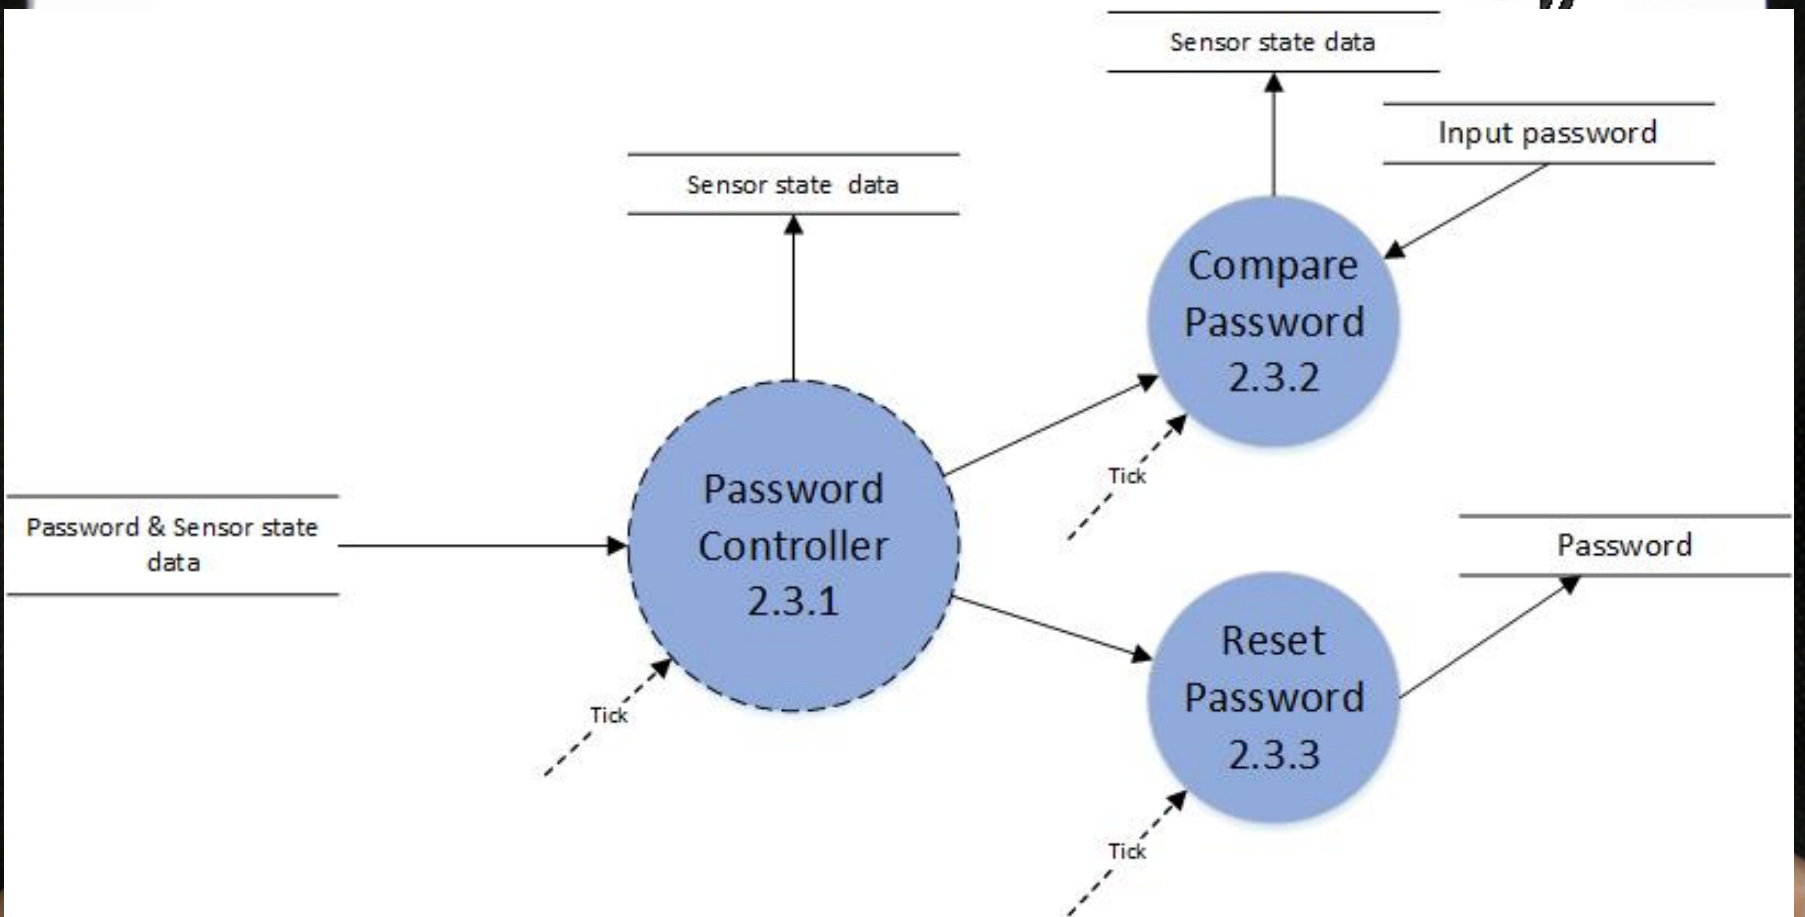 Sensor state data
Input password
Sensor state  data
Compare
Password
2.3.2
Tick
Password & Sensor state
data
Password
Controller
2.3.1
Tick
Password
Reset
Password
2.3.3
Tick